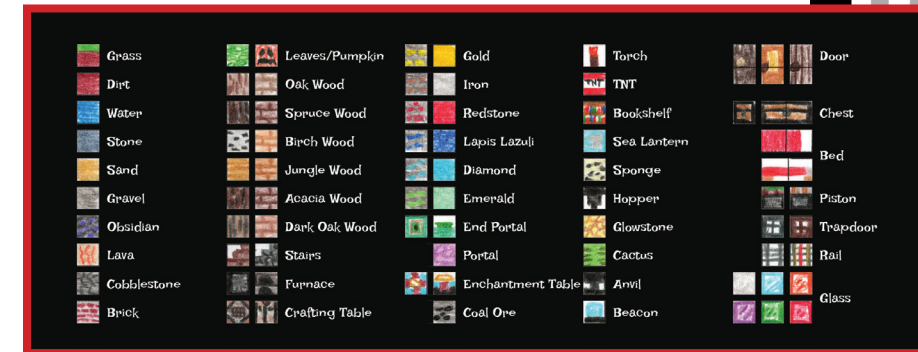 Grass
Dirt
Water
Stone
Sand
Gravel
Obsidian
Lava
Cobblestone
Brick
Leaves/Pumpkin
Oak Wood
Spruce Wood
Birch Wood
Jungle Wood
Acacia Wood
Dark Oak Wood
Stairs
Furnace
Crafting Table
Gold
Iron
Redstone
Lapis Lazuli
Diamond
Emerald
End Portal
Portal
Enchantment Table
Coal Ore
Torch
TNT
TNT
Bookshelf
Sea Lantern
Sponge
Hopper
Glowstone
Cactus
Anvil
Beacon
Door
Chest
Bed
Piston
Trapdoor
Rail
Glass